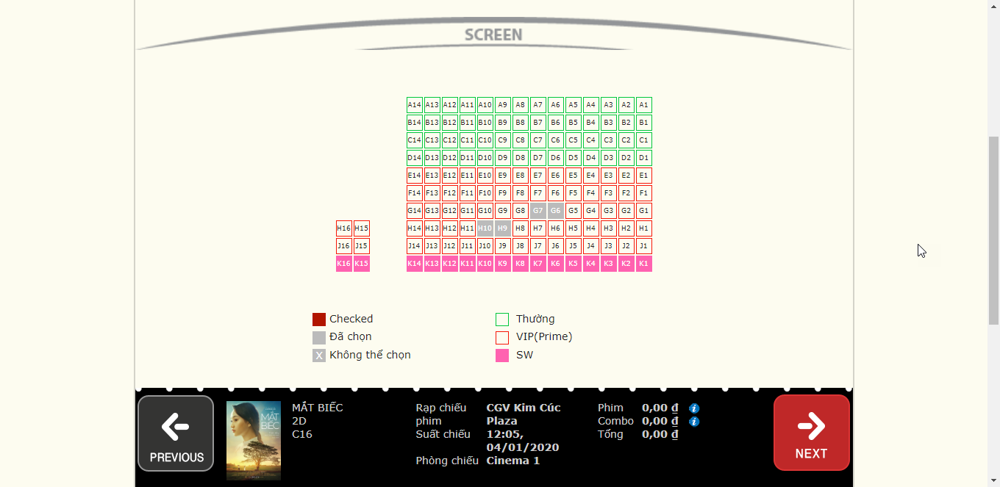 SCREEN
A14 A13 A12 A11 A10 A9 A8 A7 A6 A5 A4 A3 A2 A1
B14 B13 B12 B11 B10 B9 B8 B7 B6 B5 B4 B3 B2 B1
C14 C13 C12 C11 C10 C9 C8 C7 C6 C5 C4 C3 C2 C1
D14 D13 D12 D11 D10 D9 D8 D7 D6 D5 D4 D3 D2 D1
E14 E13 E12 E11 E10 E9 E8 E7 E6 E5 E4 E3 E2 E1
F14 F13 F12 F11 F10 F9 F8 F7 F6 F5 F4 F3 F2 F1
G14 G13 G12 G11 G10 G9 G8 G7 G6 G5 G4 G3 G2 G1
H16 H15 H14 H13 H12 H11 H10 H9 H8 H7 H6 H5 H4 H3 H2 H1
J16 J15 J14 J13 J12 J11 J10 J9 J8 J7 J6 J5 J4 J3 J2 J1
K16 K15 K14 K13 K12 K11 K10 K9 K8 K7 K6 K5 K4 K3 K2 K1
Checked
Đã chọn
X Không thể chọn
Thường
VIP(Prime)
SW
PREVIOUS
MẮT BIẾC
MẮT BIẾC
2D
C16
Rạp chiếu phim CGV Kim Cúc Plaza
Suất chiếu 12:05, 04/01/2020
Phòng chiếu Cinema 1
Phim 0,00 ₫ i
Combo 0,00 ₫ i
Tổng 0,00 ₫
NEXT